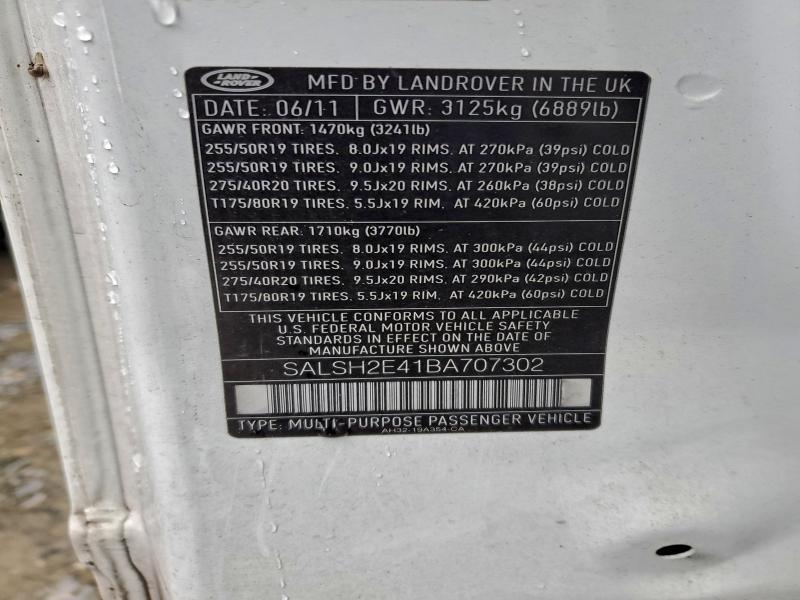 LAND ROVER
MFD BY LANDROVER IN THE UK
DATE: 06/11 GWR: 3125kg (6889lb)
GAWR FRONT: 1470kg (3241lb)
255/50R19 TIRES. 8.0Jx19 RIMS. AT 270kPa (39psi) COLD
255/50R19 TIRES. 9.0Jx19 RIMS. AT 270kPa (39psi) COLD
275/40R20 TIRES. 9.5Jx20 RIMS. AT 260kPa (38psi) COLD
T175/80R19 TIRES. 5.5Jx19 RIM. AT 420kPa (60psi) COLD
GAWR REAR: 1710kg (3770lb)
255/50R19 TIRES. 8.0Jx19 RIMS. AT 300kPa (44psi) COLD
255/50R19 TIRES. 9.0Jx19 RIMS. AT 300kPa (44psi) COLD
275/40R20 TIRES. 9.5Jx20 RIMS. AT 290kPa (42psi) COLD
T175/80R19 TIRES. 5.5Jx19 RIM. AT 420kPa (60psi) COLD
THIS VEHICLE CONFORMS TO ALL APPLICABLE
U.S. FEDERAL MOTOR VEHICLE SAFETY
STANDARDS IN EFFECT ON THE DATE OF
MANUFACTURE SHOWN ABOVE
SALSH2E41BA707302
TYPE: MULTI-PURPOSE PASSENGER VEHICLE
AH32-19A354-CA